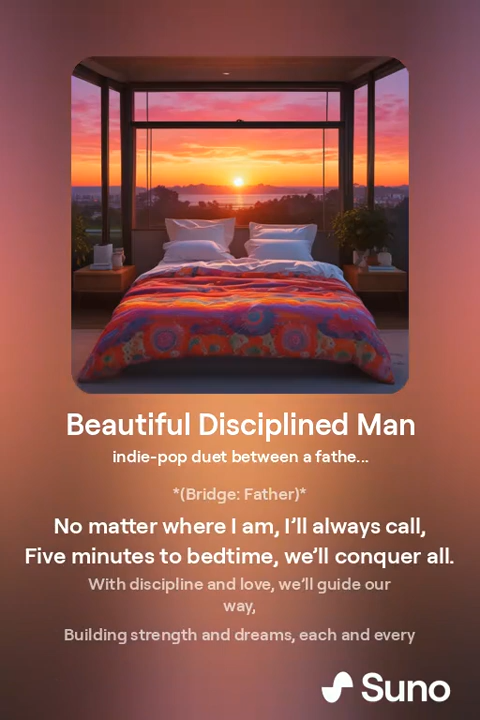 Beautiful Disciplined Man
indie-pop duet between a fathe...
*(Bridge: Father)*
No matter where I am, I’ll always call,
Five minutes to bedtime, we’ll conquer all.
With discipline and love, we’ll guide our
way,
Building strength and dreams, each and every
Suno